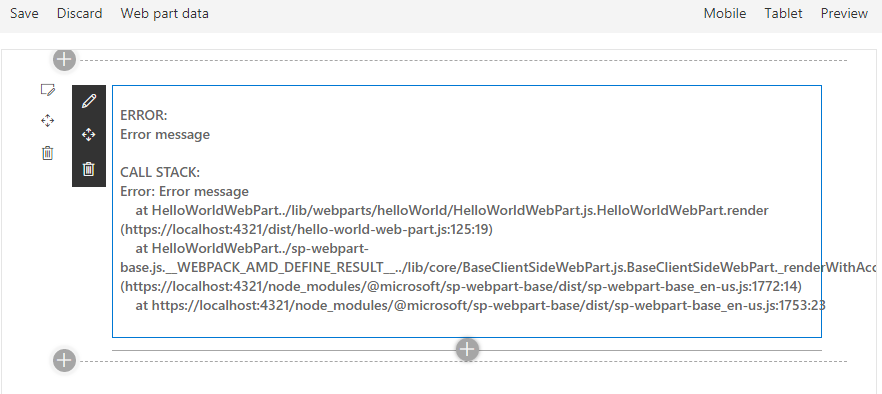 Save Discard Web part data Mobile Tablet Preview
ERROR:
Error message
CALL STACK:
Error: Error message
at HelloWorldWebPart../lib/webparts/helloWorld/HelloWorldWebPart.js.HelloWorldWebPart.render
(https://localhost:4321/dist/hello-world-web-part.js:125:19)
at HelloWorldWebPart../sp-webpart-
base.js.__WEBPACK_AMD_DEFINE_RESULT__../lib/core/BaseClientSideWebPart.js.BaseClientSideWebPart._renderWithAcc
(https://localhost:4321/node_modules/@microsoft/sp-webpart-base/dist/sp-webpart-base_en-us.js:1772:14)
at https://localhost:4321/node_modules/@microsoft/sp-webpart-base/dist/sp-webpart-base_en-us.js:1753:23